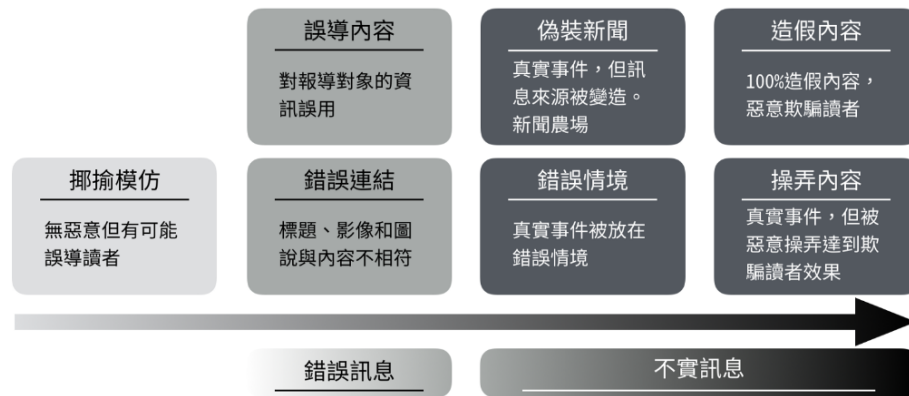 誤導內容
對報導對象的資
訊誤用
偽裝新聞
真實事件，但訊
息來源被變造。
新聞農場
造假內容
100%造假內容，
惡意欺騙讀者
揶揄模仿
無惡意但有可能
誤導讀者
錯誤連結
標題、影像和圖
說與內容不相符
錯誤情境
真實事件被放在
錯誤情境
操弄內容
真實事件，但被
惡意操弄達到欺
騙讀者效果
錯誤訊息
不實訊息